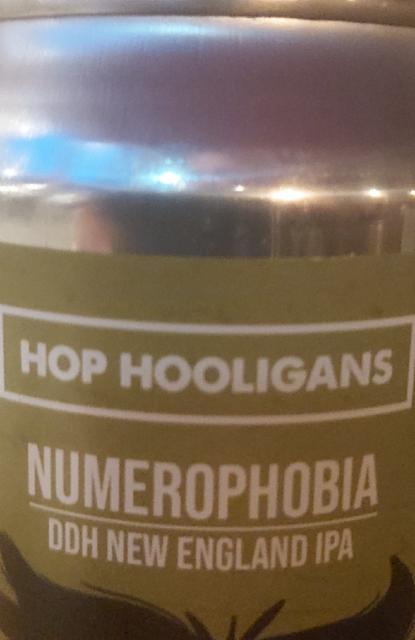 HOP HOOLIGANS
NUMEROPHOBIA
DDH NEW ENGLAND IPA